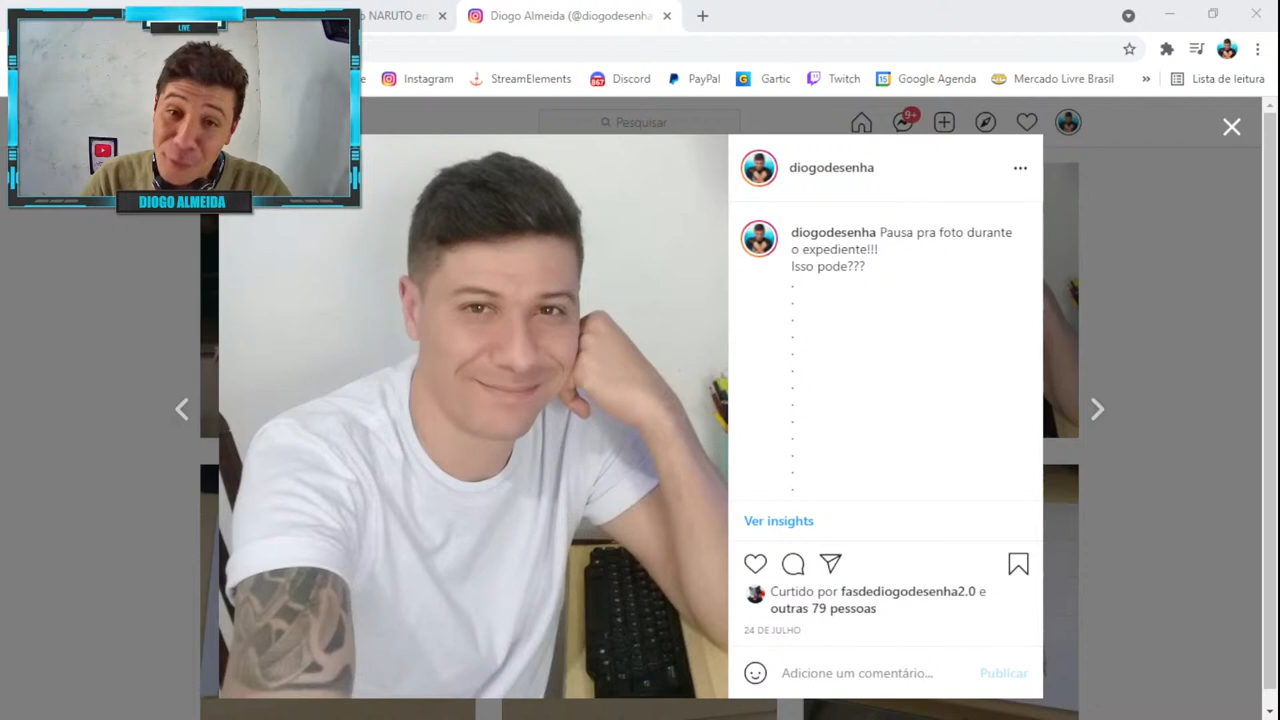 LIVE
DIOGO ALMEIDA
NARUTO em
Diogo Almeida (@diogodesenha
Instagram
StreamElements
Discord
PayPal
Gartic
Twitch
Google Agenda
Mercado Livre Brasil
»
Lista de leitura
Pesquisar
9+
diogodesenha
diogodesenha Pausa pra foto durante
o expediente!!!
Isso pode???
.
.
.
.
.
.
.
.
.
.
.
.
.
Ver insights
Curtido por fasdediogodesenha2.0 e
outras 79 pessoas
24 DE JULHO
Adicione um comentário...
Publicar